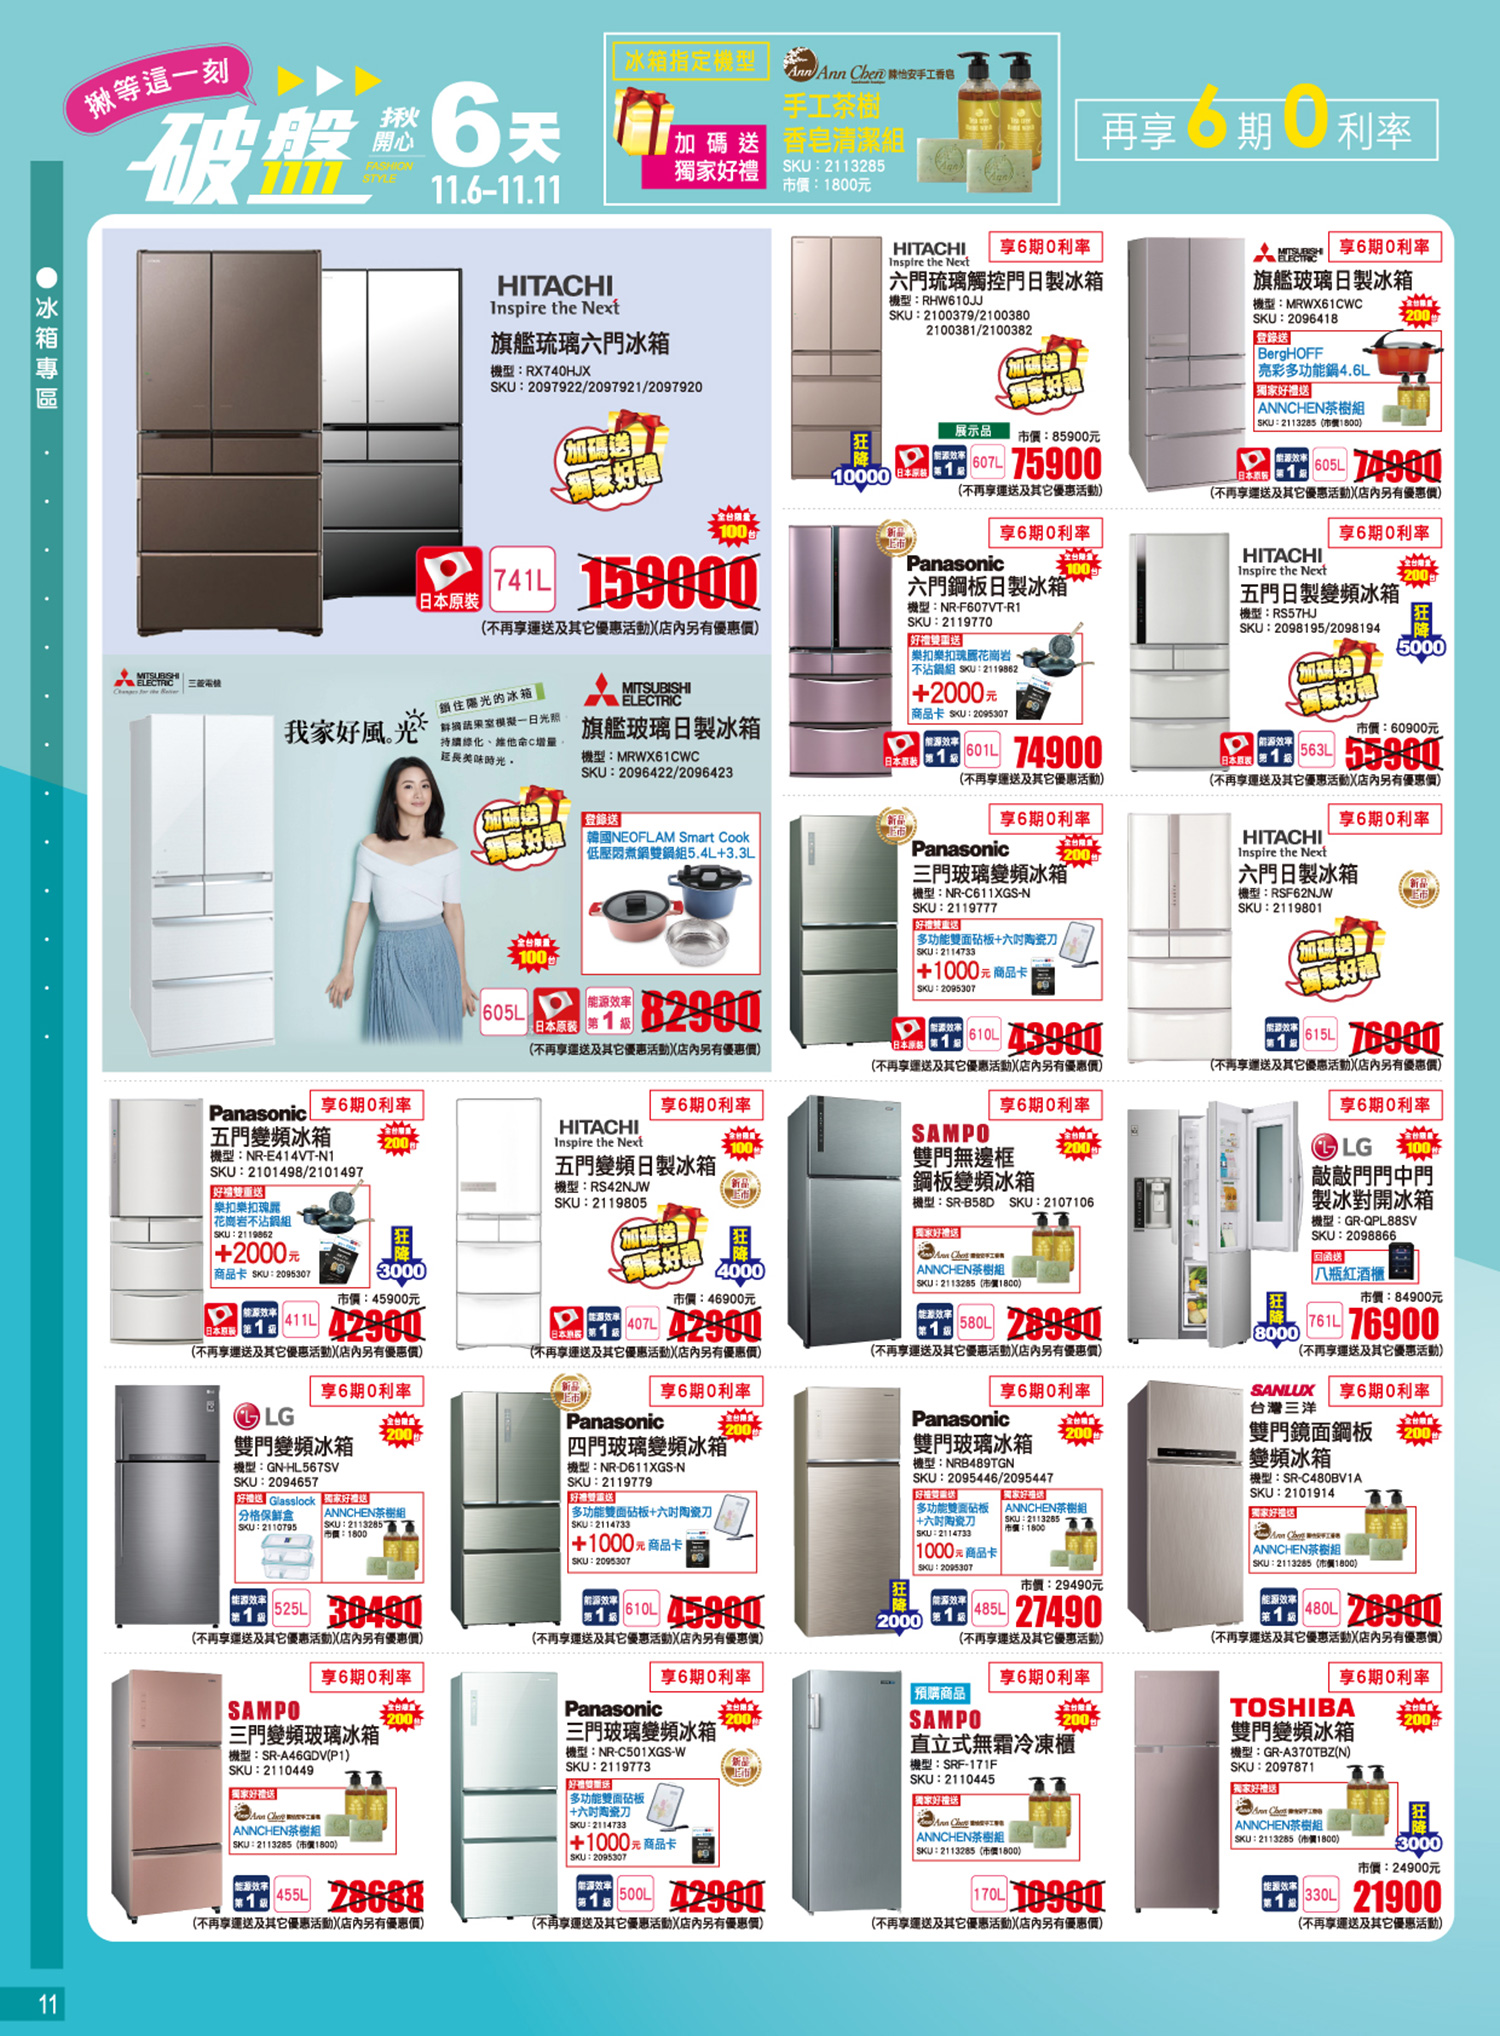 揪等這一刻
破盤
1111
揪
開心
FASHION
STYLE
6天
11.6-11.11
冰箱指定機型
加碼送
獨家好禮
Ann Chen 陳怡安手工香皂
手工茶樹
香皂清潔組
SKU：2113285
市價：1800元
再享6期0利率
冰箱專區
HITACHI
Inspire the Next
旗艦琉璃六門冰箱
機型：RX740HJX
SKU：2097922/2097921/2097920
加碼送
獨家好禮
全台限量
100台
日本原裝
741L
159800
(不再享運送及其它優惠活動)(店內另有優惠價)
HITACHI
Inspire the Next
享6期0利率
六門琉璃觸控門日製冰箱
機型：RHW610JJ
SKU：2100379/2100380
2100381/2100382
加碼送
獨家好禮
展示品
市價：85900元
狂降
10000
日本原裝
能源效率
第1級
607L
75900
(不再享運送及其它優惠活動)
MITSUBISHI
ELECTRIC
享6期0利率
旗艦玻璃日製冰箱
機型：MRWX61CWC
SKU：2096418
全台限量
200台
登錄送
BergHOFF
亮彩多功能鍋4.6L
獨家好禮送
ANNCHEN茶樹組
SKU：2113285 (市價1800)
日本原裝
能源效率
第1級
605L
74900
(不再享運送及其它優惠活動)(店內另有優惠價)
新品
上市
享6期0利率
Panasonic
全台限量
100台
六門鋼板日製冰箱
機型：NR-F607VT-R1
SKU：2119770
好禮雙重送
樂扣樂扣瑰麗花崗岩
不沾鍋組 SKU：2119862
+2000元
商品卡 SKU：2095307
日本原裝
能源效率
第1級
601L
74900
(不再享運送及其它優惠活動)
享6期0利率
HITACHI
Inspire the Next
全台限量
200台
五門日製變頻冰箱
機型：RS57HJ
SKU：2098195/2098194
狂降
5000
加碼送
獨家好禮
市價：60900元
日本原裝
能源效率
第1級
563L
55900
(不再享運送及其它優惠活動)(店內另有優惠價)
MITSUBISHI
ELECTRIC
Changes for the Better
三菱電機
我家好風。光
鎖住陽光的冰箱
鮮摘蔬果室模擬一日光照，
持續綠化、維他命C增量，
延長美味時光。
MITSUBISHI
ELECTRIC
旗艦玻璃日製冰箱
機型：MRWX61CWC
SKU：2096422/2096423
加碼送
獨家好禮
登錄送
韓國NEOFLAM Smart Cook
低壓悶煮鍋雙鍋組5.4L+3.3L
全台限量
100台
605L
日本原裝
能源效率
第1級
82900
(不再享運送及其它優惠活動)(店內另有優惠價)
新品
上市
享6期0利率
Panasonic
全台限量
200台
三門玻璃變頻冰箱
機型：NR-C611XGS-N
SKU：2119777
好禮雙重送
多功能雙面砧板+六吋陶瓷刀
SKU：2114733
+1000元 商品卡
SKU：2095307
日本原裝
能源效率
第1級
610L
43900
(不再享運送及其它優惠活動)(店內另有優惠價)
享6期0利率
HITACHI
Inspire the Next
六門日製冰箱
機型：RSF62NJW
SKU：2119801
新品
上市
加碼送
獨家好禮
能源效率
第1級
615L
76900
(不再享運送及其它優惠活動)(店內另有優惠價)
Panasonic
享6期0利率
五門變頻冰箱
機型：NR-E414VT-N1
SKU：2101498/2101497
全台限量
200台
好禮雙重送
樂扣樂扣瑰麗
花崗岩不沾鍋組
SKU：2119862
+2000元
商品卡 SKU：2095307
狂降
3000
市價：45900元
日本原裝
能源效率
第1級
411L
42900
(不再享運送及其它優惠活動)(店內另有優惠價)
享6期0利率
HITACHI
Inspire the Next
全台限量
100台
五門變頻日製冰箱
機型：RS42NJW
SKU：2119805
新品
上市
加碼送
獨家好禮
狂降
4000
市價：46900元
日本原裝
能源效率
第1級
407L
42900
(不再享運送及其它優惠活動)(店內另有優惠價)
享6期0利率
SAMPO
全台限量
200台
雙門無邊框
鋼板變頻冰箱
機型：SR-B58D SKU：2107106
獨家好禮送
Ann Chen 陳怡安手工香皂
ANNCHEN茶樹組
SKU：2113285 (市價1800)
能源效率
第1級
580L
28990
(不再享運送及其它優惠活動)(店內另有優惠價)
享6期0利率
LG
全台限量
100台
敲敲門門中門
製冰對開冰箱
機型：GR-QPL88SV
SKU：2098866
回函送
八瓶紅酒櫃
市價：84900元
狂降
8000
761L
76900
(不再享運送及其它優惠活動)
享6期0利率
LG
全台限量
200台
雙門變頻冰箱
機型：GN-HL567SV
SKU：2094657
好禮送 Glasslock
分格保鮮盒
SKU：2110795
獨家好禮送
ANNCHEN茶樹組
SKU：2113285
市價：1800
能源效率
第1級
525L
30400
(不再享運送及其它優惠活動)(店內另有優惠價)
新品
上市
享6期0利率
Panasonic
全台限量
200台
四門玻璃變頻冰箱
機型：NR-D611XGS-N
SKU：2119779
好禮雙重送
多功能雙面砧板+六吋陶瓷刀
SKU：2114733
+1000元 商品卡
SKU：2095307
能源效率
第1級
610L
45900
(不再享運送及其它優惠活動)(店內另有優惠價)
享6期0利率
Panasonic
全台限量
200台
雙門玻璃冰箱
機型：NRB489TGN
SKU：2095446/2095447
好禮雙重送
多功能雙面砧板
+六吋陶瓷刀
SKU：2114733
1000元 商品卡
SKU：2095307
獨家好禮送
ANNCHEN茶樹組
SKU：2113285
市價：1800
市價：29490元
狂降
2000
能源效率
第1級
485L
27490
(不再享運送及其它優惠活動)
SANLUX
台灣三洋
享6期0利率
全台限量
200台
雙門鏡面鋼板
變頻冰箱
機型：SR-C480BV1A
SKU：2101914
獨家好禮送
Ann Chen 陳怡安手工香皂
ANNCHEN茶樹組
SKU：2113285 (市價1800)
能源效率
第1級
480L
26900
(不再享運送及其它優惠活動)(店內另有優惠價)
享6期0利率
SAMPO
全台限量
200台
三門變頻玻璃冰箱
機型：SR-A46GDV(P1)
SKU：2110449
獨家好禮送
Ann Chen 陳怡安手工香皂
ANNCHEN茶樹組
SKU：2113285 (市價1800)
能源效率
第1級
455L
28688
(不再享運送及其它優惠活動)(店內另有優惠價)
享6期0利率
Panasonic
全台限量
200台
三門玻璃變頻冰箱
機型：NR-C501XGS-W
SKU：2119773
新品
上市
好禮雙重送
多功能雙面砧板
+六吋陶瓷刀
SKU：2114733
+1000元 商品卡
SKU：2095307
能源效率
第1級
500L
42900
(不再享運送及其它優惠活動)(店內另有優惠價)
享6期0利率
預購商品
SAMPO
全台限量
200台
直立式無霜冷凍櫃
機型：SRF-171F
SKU：2110445
獨家好禮送
Ann Chen 陳怡安手工香皂
ANNCHEN茶樹組
SKU：2113285 (市價1800)
170L
10900
(不再享運送及其它優惠活動)(店內另有優惠價)
享6期0利率
TOSHIBA
全台限量
200台
雙門變頻冰箱
機型：GR-A370TBZ(N)
SKU：2097871
獨家好禮送
Ann Chen 陳怡安手工香皂
ANNCHEN茶樹組
SKU：2113285 (市價1800)
狂降
3000
市價：24900元
能源效率
第1級
330L
21900
(不再享運送及其它優惠活動)
11